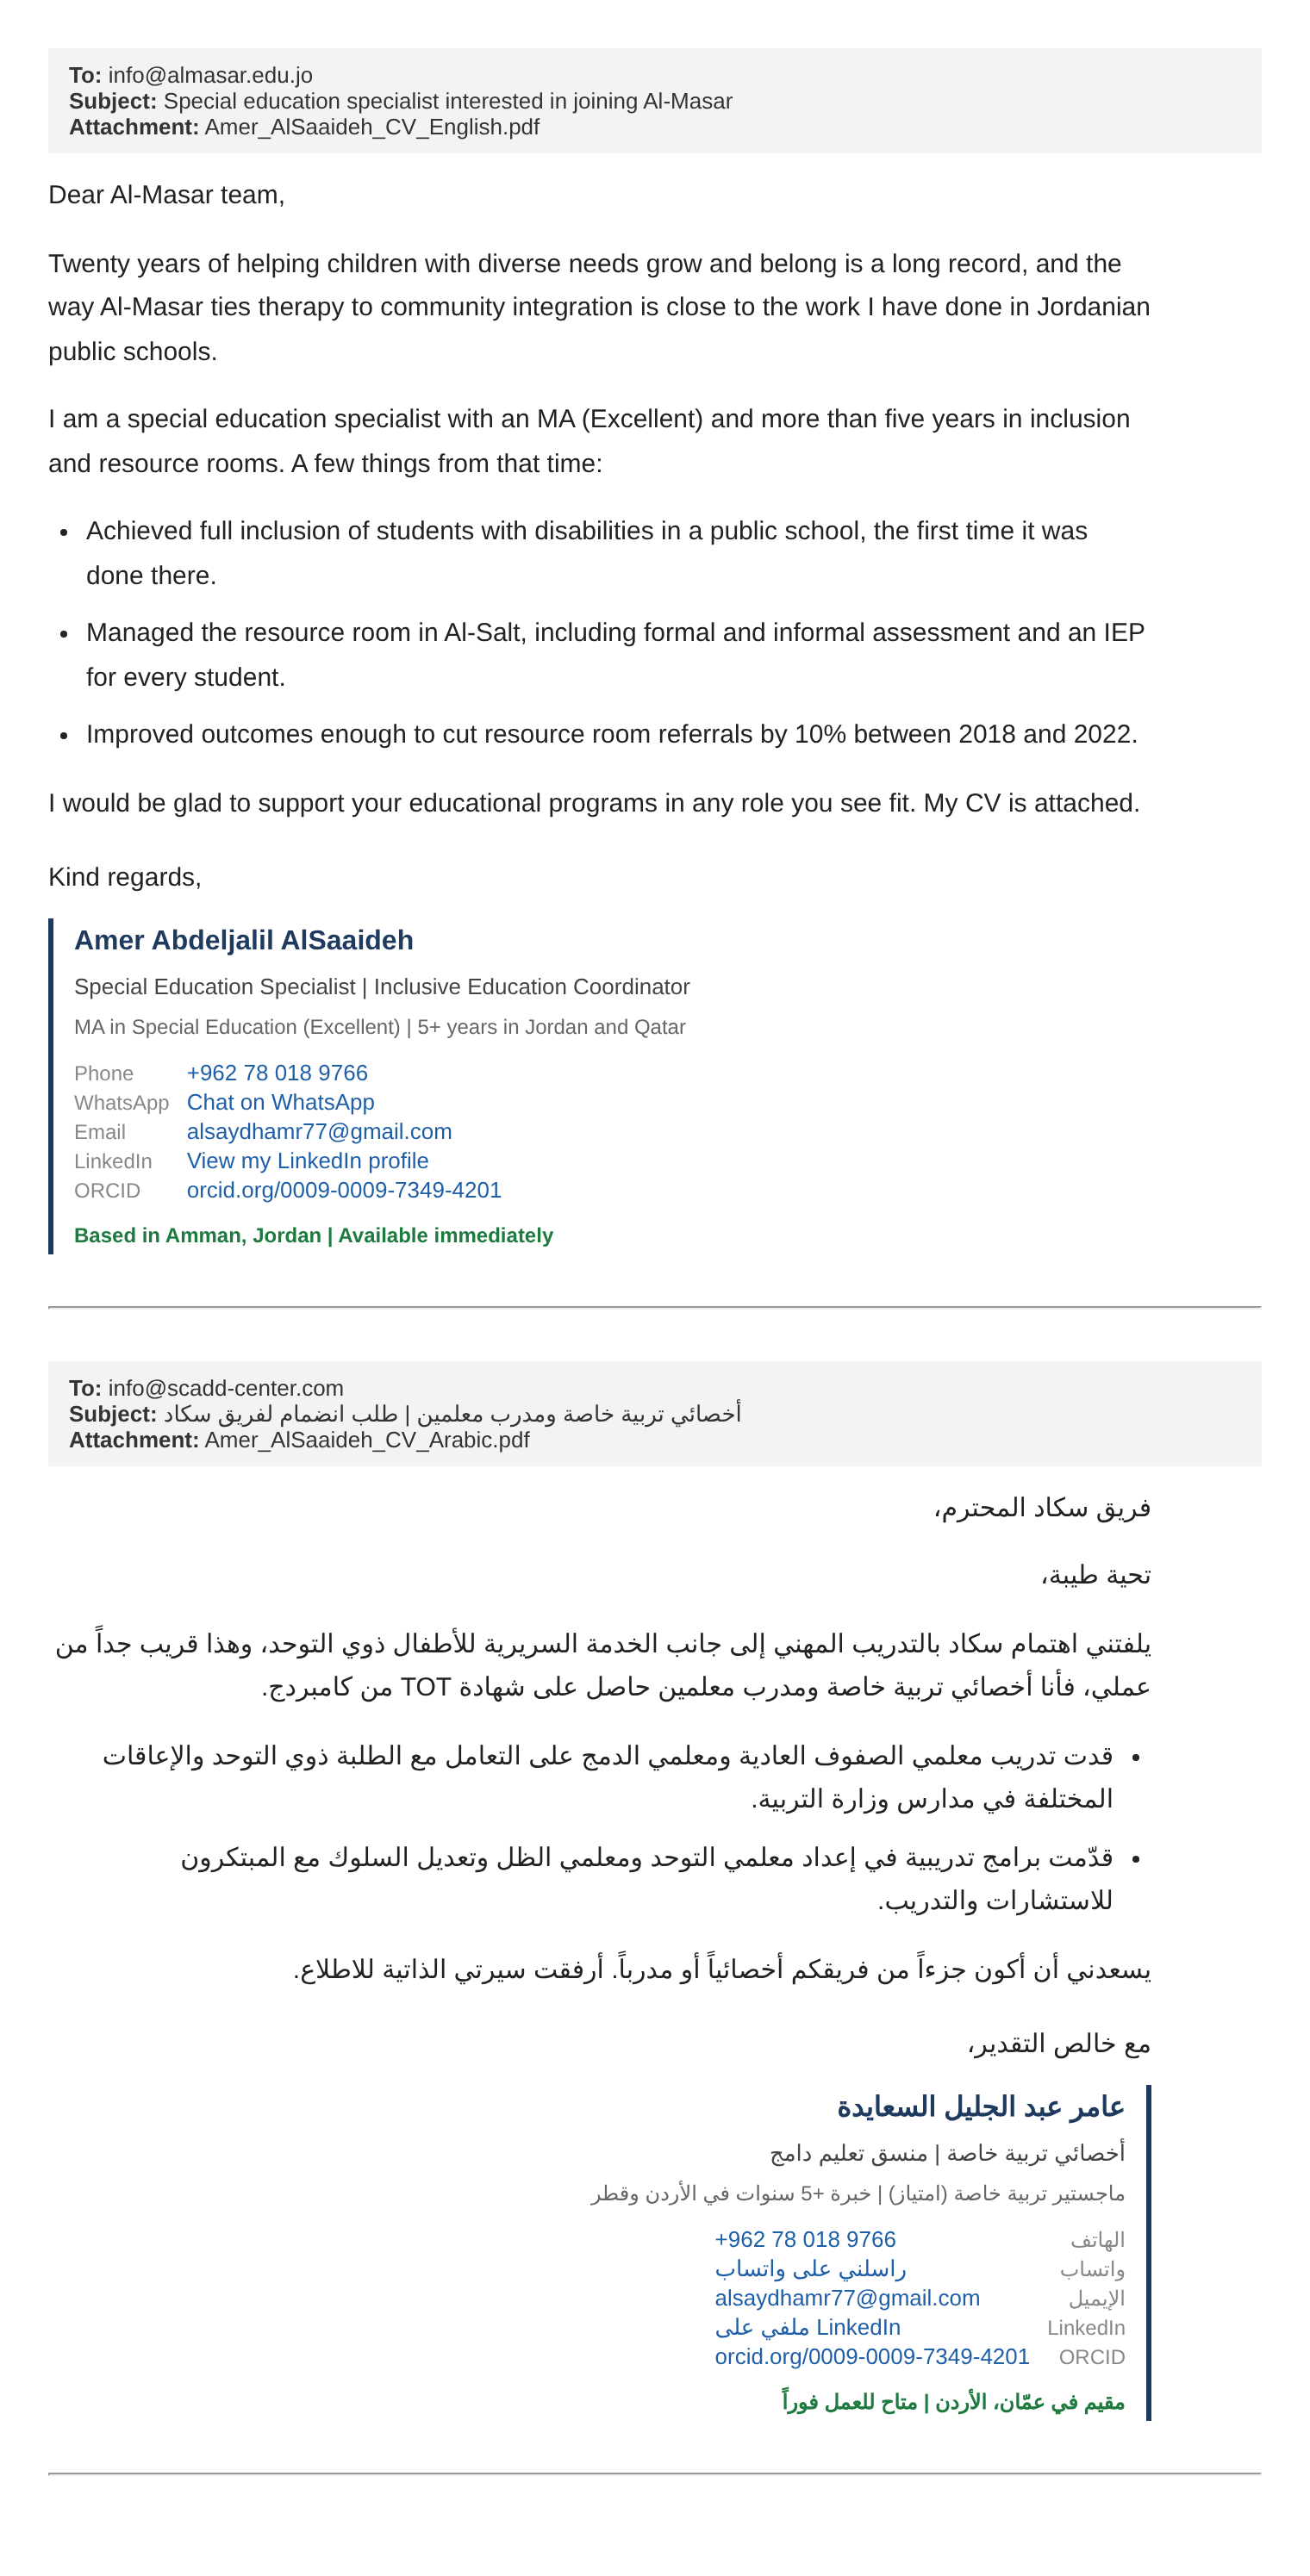 To: info@almasar.edu.jo
Subject: Special education specialist interested in joining Al-Masar
Attachment: Amer_AlSaaideh_CV_English.pdf
Dear Al-Masar team,
Twenty years of helping children with diverse needs grow and belong is a long record, and the
way Al-Masar ties therapy to community integration is close to the work I have done in Jordanian
public schools.
I am a special education specialist with an MA (Excellent) and more than five years in inclusion
and resource rooms. A few things from that time:
• Achieved full inclusion of students with disabilities in a public school, the first time it was
done there.
• Managed the resource room in Al-Salt, including formal and informal assessment and an IEP
for every student.
• Improved outcomes enough to cut resource room referrals by 10% between 2018 and 2022.
I would be glad to support your educational programs in any role you see fit. My CV is attached.
Kind regards,
Amer Abdeljalil AlSaaideh
Special Education Specialist | Inclusive Education Coordinator
MA in Special Education (Excellent) | 5+ years in Jordan and Qatar
Phone +962 78 018 9766
WhatsApp Chat on WhatsApp
Email alsaydhamr77@gmail.com
LinkedIn View my LinkedIn profile
ORCID orcid.org/0009-0009-7349-4201
Based in Amman, Jordan | Available immediately
To: info@scadd-center.com
Subject: أخصائي تربية خاصة ومدرب معلمين | طلب انضمام لفريق سكاد
Attachment: Amer_AlSaaideh_CV_Arabic.pdf
فريق سكاد المحترم،
تحية طيبة،
يلفتني اهتمام سكاد بالتدريب المهني إلى جانب الخدمة السريرية للأطفال ذوي التوحد، وهذا قريب جداً من
عملي، فأنا أخصائي تربية خاصة ومدرب معلمين حاصل على شهادة TOT من كامبردج.
• قدت تدريب معلمي الصفوف العادية ومعلمي الدمج على التعامل مع الطلبة ذوي التوحد والإعاقات
المختلفة في مدارس وزارة التربية.
• قدّمت برامج تدريبية في إعداد معلمي التوحد ومعلمي الظل وتعديل السلوك مع المبتكرون
للاستشارات والتدريب.
يسعدني أن أكون جزءاً من فريقكم أخصائياً أو مدرباً. أرفقت سيرتي الذاتية للاطلاع.
مع خالص التقدير،
عامر عبد الجليل السعايدة
أخصائي تربية خاصة | منسق تعليم دامج
ماجستير تربية خاصة (امتياز) | خبرة +5 سنوات في الأردن وقطر
الهاتف +962 78 018 9766
واتساب راسلني على واتساب
الإيميل alsaydhamr77@gmail.com
LinkedIn ملفي على LinkedIn
ORCID orcid.org/0009-0009-7349-4201
مقيم في عمّان، الأردن | متاح للعمل فوراً